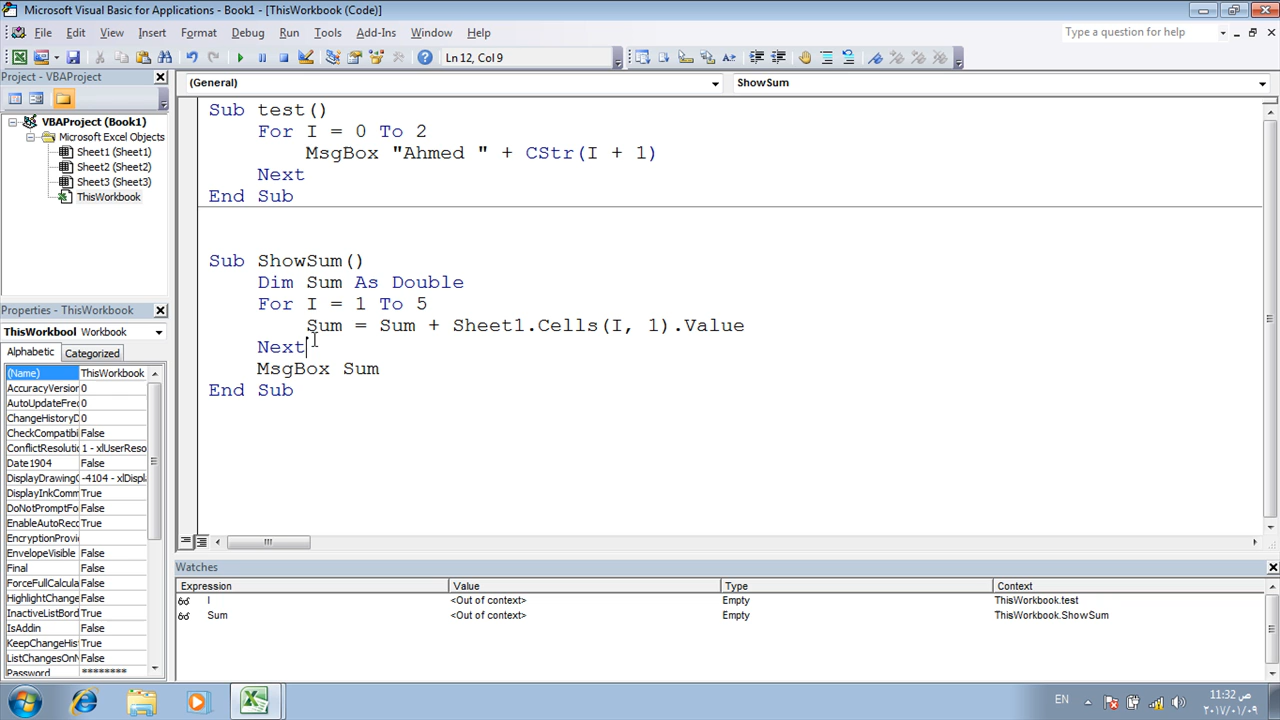 Microsoft Visual Basic for Applications - Book1 - [ThisWorkbook (Code)]
File Edit View Insert Format Debug Run Tools Add-Ins Window Help
Type a question for help
Ln 12, Col 9
Project - VBAProject
(General)
ShowSum
VBAProject (Book1)
Microsoft Excel Objects
Sheet1 (Sheet1)
Sheet2 (Sheet2)
Sheet3 (Sheet3)
ThisWorkbook
Sub test()
For I = 0 To 2
MsgBox "Ahmed " + CStr(I + 1)
Next
End Sub
Sub ShowSum()
Dim Sum As Double
For I = 1 To 5
Sum = Sum + Sheet1.Cells(I, 1).Value
Next
MsgBox Sum
End Sub
Properties - ThisWorkbook
ThisWorkbool Workbook
Alphabetic Categorized
(Name) ThisWorkbook
AccuracyVersion 0
AutoUpdateFrec 0
ChangeHistoryD 0
CheckCompatibi False
ConflictResolutic 1 - xlUserReso
Date1904 False
DisplayDrawingC -4104 - xlDispl
DisplayInkComm True
DoNotPromptFo False
EnableAutoReco True
EncryptionProvic
EnvelopeVisible False
Final False
ForceFullCalcula False
HighlightChange False
InactiveListBord True
IsAddin False
KeepChangeHist True
ListChangesOnN False
Password ********
Watches
Expression Value Type Context
I <Out of context> Empty ThisWorkbook.test
Sum <Out of context> Empty ThisWorkbook.ShowSum
EN
11:32 ص
٢٠١٧/٠١/٠٩